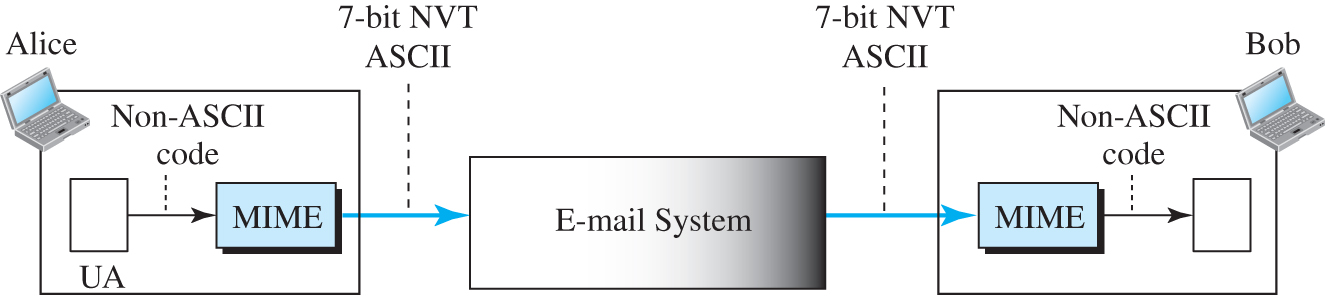 Alice
7-bit NVT
ASCII
7-bit NVT
ASCII
Bob
Non-ASCII
code
Non-ASCII
code
MIME
E-mail System
MIME
UA